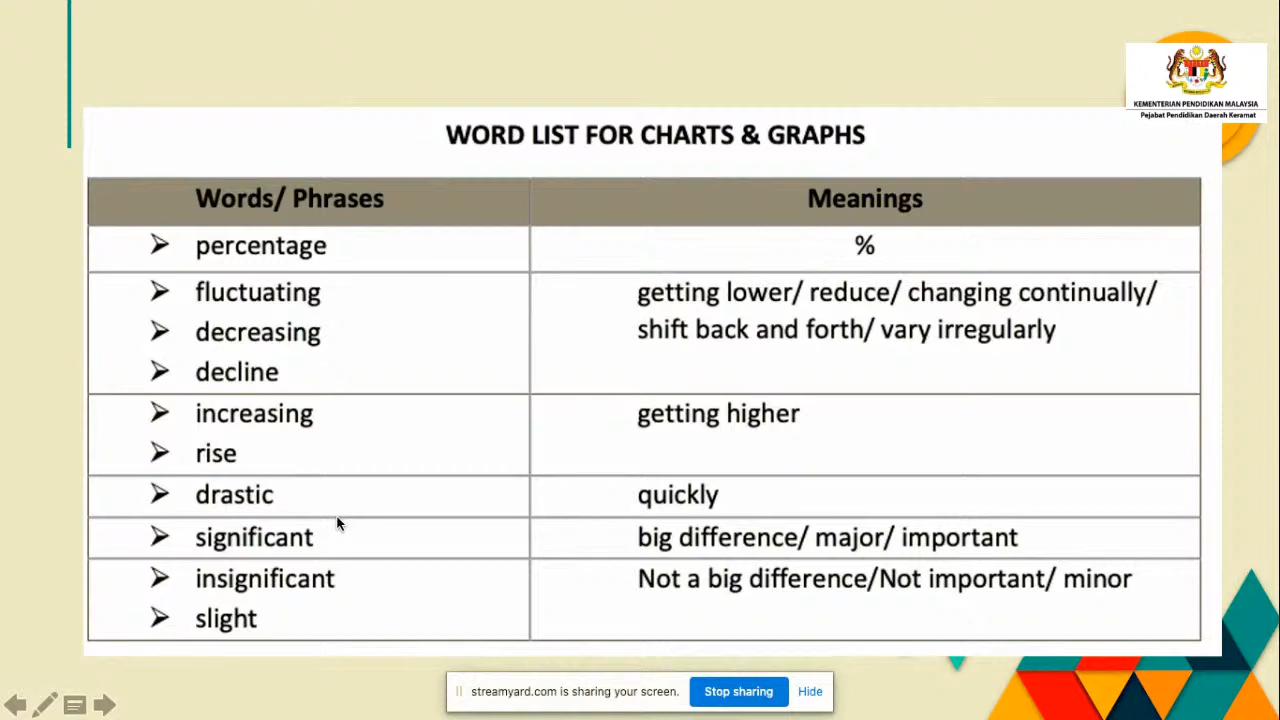 KEMENTERIAN PENDIDIKAN MALAYSIA
Pejabat Pendidikan Daerah Keramat
WORD LIST FOR CHARTS & GRAPHS
Words/ Phrases
Meanings
percentage
%
fluctuating
decreasing
decline
getting lower/ reduce/ changing continually/
shift back and forth/ vary irregularly
increasing
rise
getting higher
drastic
quickly
significant
big difference/ major/ important
insignificant
slight
Not a big difference/Not important/ minor
streamyard.com is sharing your screen.
Stop sharing
Hide